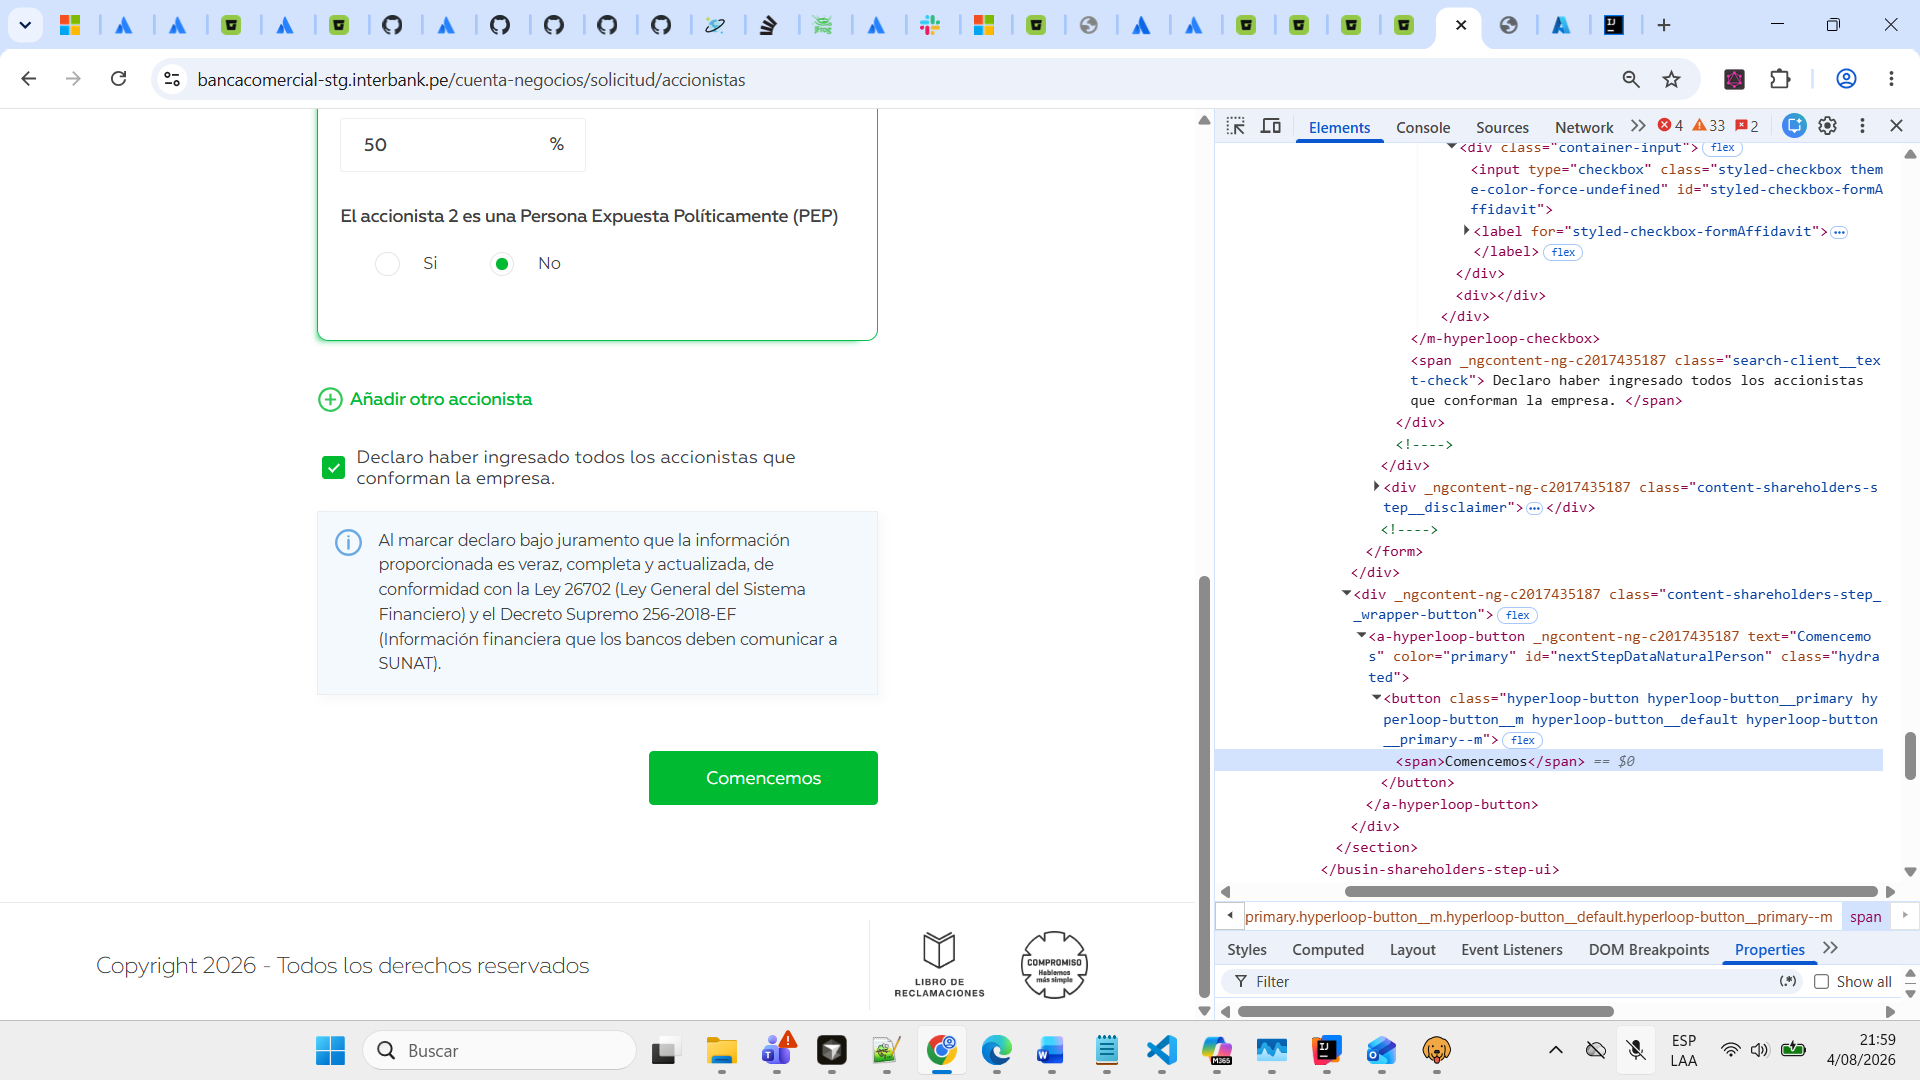 bancacomercial-stg.interbank.pe/cuenta-negocios/solicitud/accionistas
50 %
El accionista 2 es una Persona Expuesta Políticamente (PEP)
Si No
Añadir otro accionista
Declaro haber ingresado todos los accionistas que
conforman la empresa.
Al marcar declaro bajo juramento que la información
proporcionada es veraz, completa y actualizada, de
conformidad con la Ley 26702 (Ley General del Sistema
Financiero) y el Decreto Supremo 256-2018-EF
(Información financiera que los bancos deben comunicar a
SUNAT).
Comencemos
Copyright 2026 - Todos los derechos reservados
LIBRO DE
RECLAMACIONES
COMPROMISO
Hablemos
más simple
Elements Console Sources Network 4 33 2
<div class="container-input"> flex
<input type="checkbox" class="styled-checkbox them
e-color-force-undefined" id="styled-checkbox-formA
ffidavit">
<label for="styled-checkbox-formAffidavit">
</label> flex
</div>
<div></div>
</div>
</m-hyperloop-checkbox>
<span _ngcontent-ng-c2017435187 class="search-client__tex
t-check"> Declaro haber ingresado todos los accionistas
que conforman la empresa. </span>
</div>
<!---->
</div>
<div _ngcontent-ng-c2017435187 class="content-shareholders-s
tep__disclaimer"> </div>
<!---->
</form>
</div>
<div _ngcontent-ng-c2017435187 class="content-shareholders-step_
_wrapper-button"> flex
<a-hyperloop-button _ngcontent-ng-c2017435187 text="Comencemo
s" color="primary" id="nextStepDataNaturalPerson" class="hydra
ted">
<button class="hyperloop-button hyperloop-button__primary hy
perloop-button__m hyperloop-button__default hyperloop-button
__primary--m"> flex
<span>Comencemos</span> == $0
</button>
</a-hyperloop-button>
</div>
</section>
</busin-shareholders-step-ui>
primary.hyperloop-button__m.hyperloop-button__default.hyperloop-button__primary--m span
Styles Computed Layout Event Listeners DOM Breakpoints Properties
Filter (.*) Show all
Buscar
ESP
LAA
21:59
4/08/2026